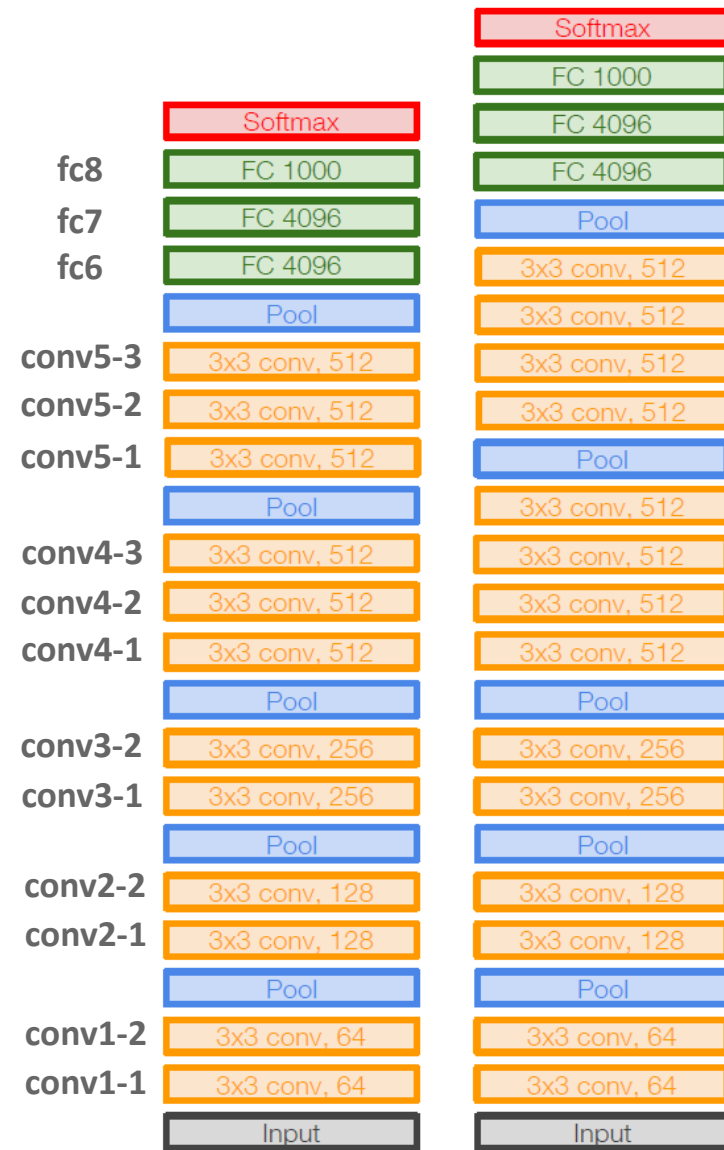 Softmax
FC 1000
Softmax FC 4096
fc8 FC 1000 FC 4096
fc7 FC 4096 Pool
fc6 FC 4096 3x3 conv, 512
Pool 3x3 conv, 512
conv5-3 3x3 conv, 512 3x3 conv, 512
conv5-2 3x3 conv, 512 3x3 conv, 512
conv5-1 3x3 conv, 512 Pool
Pool 3x3 conv, 512
conv4-3 3x3 conv, 512 3x3 conv, 512
conv4-2 3x3 conv, 512 3x3 conv, 512
conv4-1 3x3 conv, 512 3x3 conv, 512
Pool Pool
conv3-2 3x3 conv, 256 3x3 conv, 256
conv3-1 3x3 conv, 256 3x3 conv, 256
Pool Pool
conv2-2 3x3 conv, 128 3x3 conv, 128
conv2-1 3x3 conv, 128 3x3 conv, 128
Pool Pool
conv1-2 3x3 conv, 64 3x3 conv, 64
conv1-1 3x3 conv, 64 3x3 conv, 64
Input Input